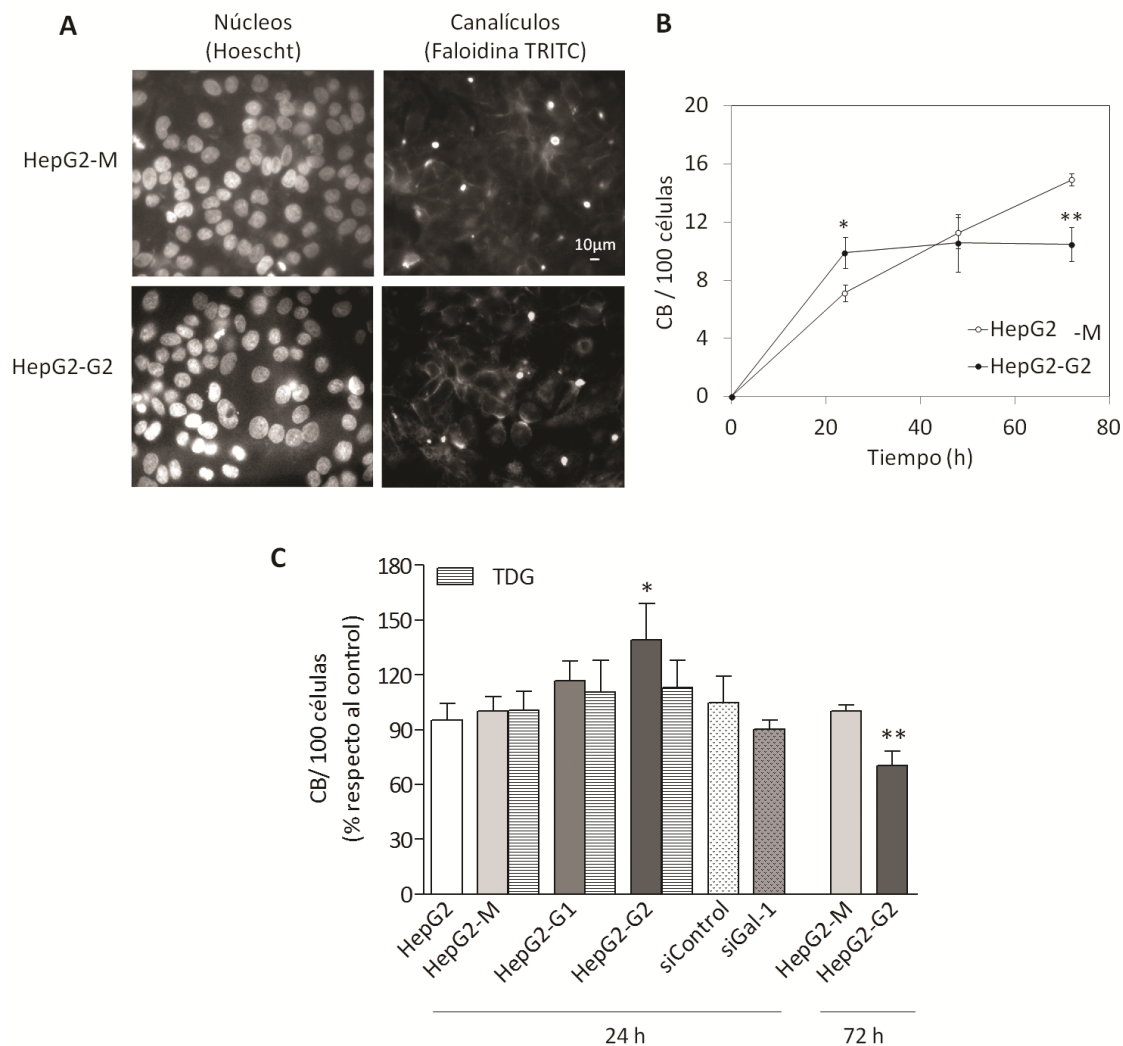 A
Núcleos
(Hoescht)
Canalículos
(Faloidina TRITC)
HepG2-M
10µm
HepG2-G2
B
CB / 100 células
20
16
12
8
4
0
*
**
HepG2 -M
HepG2-G2
0 20 40 60 80
Tiempo (h)
C
CB/ 100 células
(% respecto al control)
180
150
120
90
60
30
0
TDG
*
**
HepG2
HepG2-M
HepG2-G1
HepG2-G2
siControl
siGal-1
HepG2-M
HepG2-G2
24 h
72 h